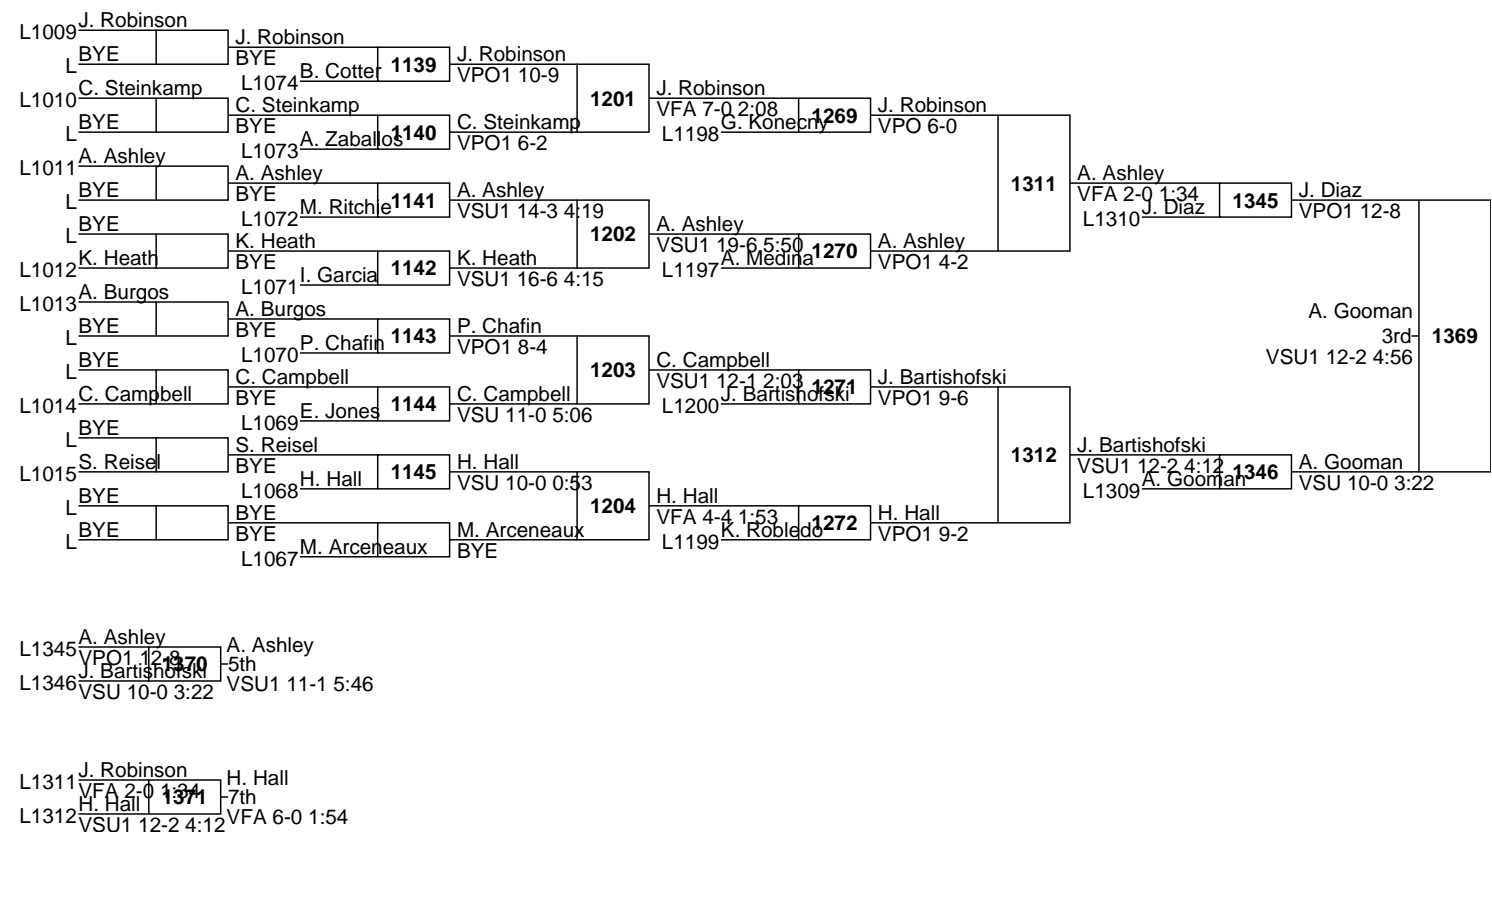 L1009 J. Robinson
L BYE
L1010 C. Steinkamp
L BYE
L1011 A. Ashley
L BYE
L BYE
L1012 K. Heath
L1013 A. Burgos
L BYE
L BYE
L1014 C. Campbell
L BYE
L1015 S. Reisel
L BYE
L BYE
J. Robinson
BYE
L1074 B. Cotter
1139
C. Steinkamp
BYE
L1073 A. Zaballos
1140
A. Ashley
BYE
L1072 M. Ritchie
1141
K. Heath
BYE
L1071 I. Garcia
1142
A. Burgos
BYE
L1070 P. Chafin
1143
C. Campbell
BYE
L1069 E. Jones
1144
S. Reisel
BYE
L1068 H. Hall
1145
BYE
BYE
L1067 M. Arceneaux
J. Robinson
VPO1 10-9
1201
C. Steinkamp
VPO1 6-2
A. Ashley
VSU1 14-3 4:19
1202
K. Heath
VSU1 16-6 4:15
P. Chafin
VPO1 8-4
1203
C. Campbell
VSU 11-0 5:06
H. Hall
VSU 10-0 0:53
1204
M. Arceneaux
BYE
J. Robinson
VFA 7-0 2:08
L1198 G. Konecny
1269
A. Ashley
VSU1 19-6 5:50
L1197 A. Medina
1270
C. Campbell
VSU1 12-1 2:03
L1200 J. Bartishofski
1271
H. Hall
VFA 4-4 1:53
L1199 K. Robledo
1272
J. Robinson
VPO 6-0
1311
A. Ashley
VPO1 4-2
J. Bartishofski
VPO1 9-6
1312
H. Hall
VPO1 9-2
A. Ashley
VFA 2-0 1:34
L1310 J. Diaz
1345
J. Bartishofski
VSU1 12-2 4:12
L1309 A. Gooman
1346
J. Diaz
VPO1 12-8
A. Gooman
3rd
VSU1 12-2 4:56
1369
A. Gooman
VSU 10-0 3:22
L1345 A. Ashley
VPO1 12-8
1370
L1346 J. Bartishofski
VSU 10-0 3:22
A. Ashley
5th
VSU1 11-1 5:46
L1311 J. Robinson
VFA 2-0 1:34
1371
L1312 H. Hall
VSU1 12-2 4:12
H. Hall
7th
VFA 6-0 1:54